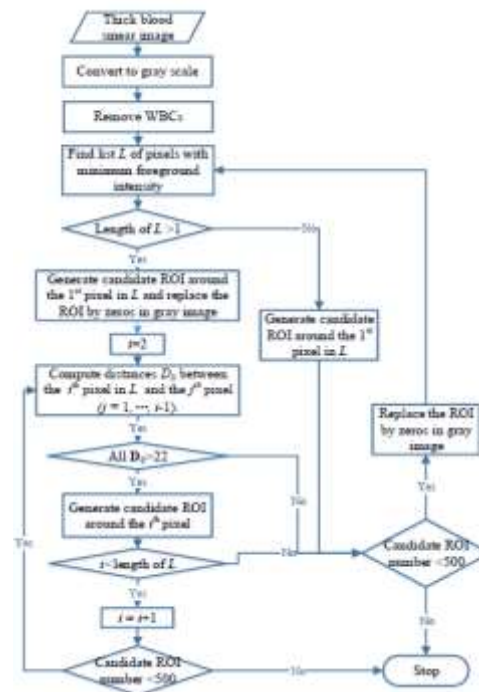 Thick blood
smear image
Convert to gray scale
Remove WBCs
Find list L of pixels with
minimum foreground
intensity
Length of L >1
No
Yes
Generate candidate ROI around
the 1st pixel in L and replace the
ROI by zeros in gray image
Generate candidate
ROI around the 1st
pixel in L
i=2
Compute distances Dij between
the ith pixel in L and the jth pixel
(j = 1, ···, i-1).
Replace the ROI
by zeros in gray
image
Yes
All Dij>22
No
Yes
Yes
Generate candidate ROI
around the ith pixel
Yes
i<length of L
No
Candidate ROI
number <500
Yes
i = i+1
No
Candidate ROI
number <500
No
Stop